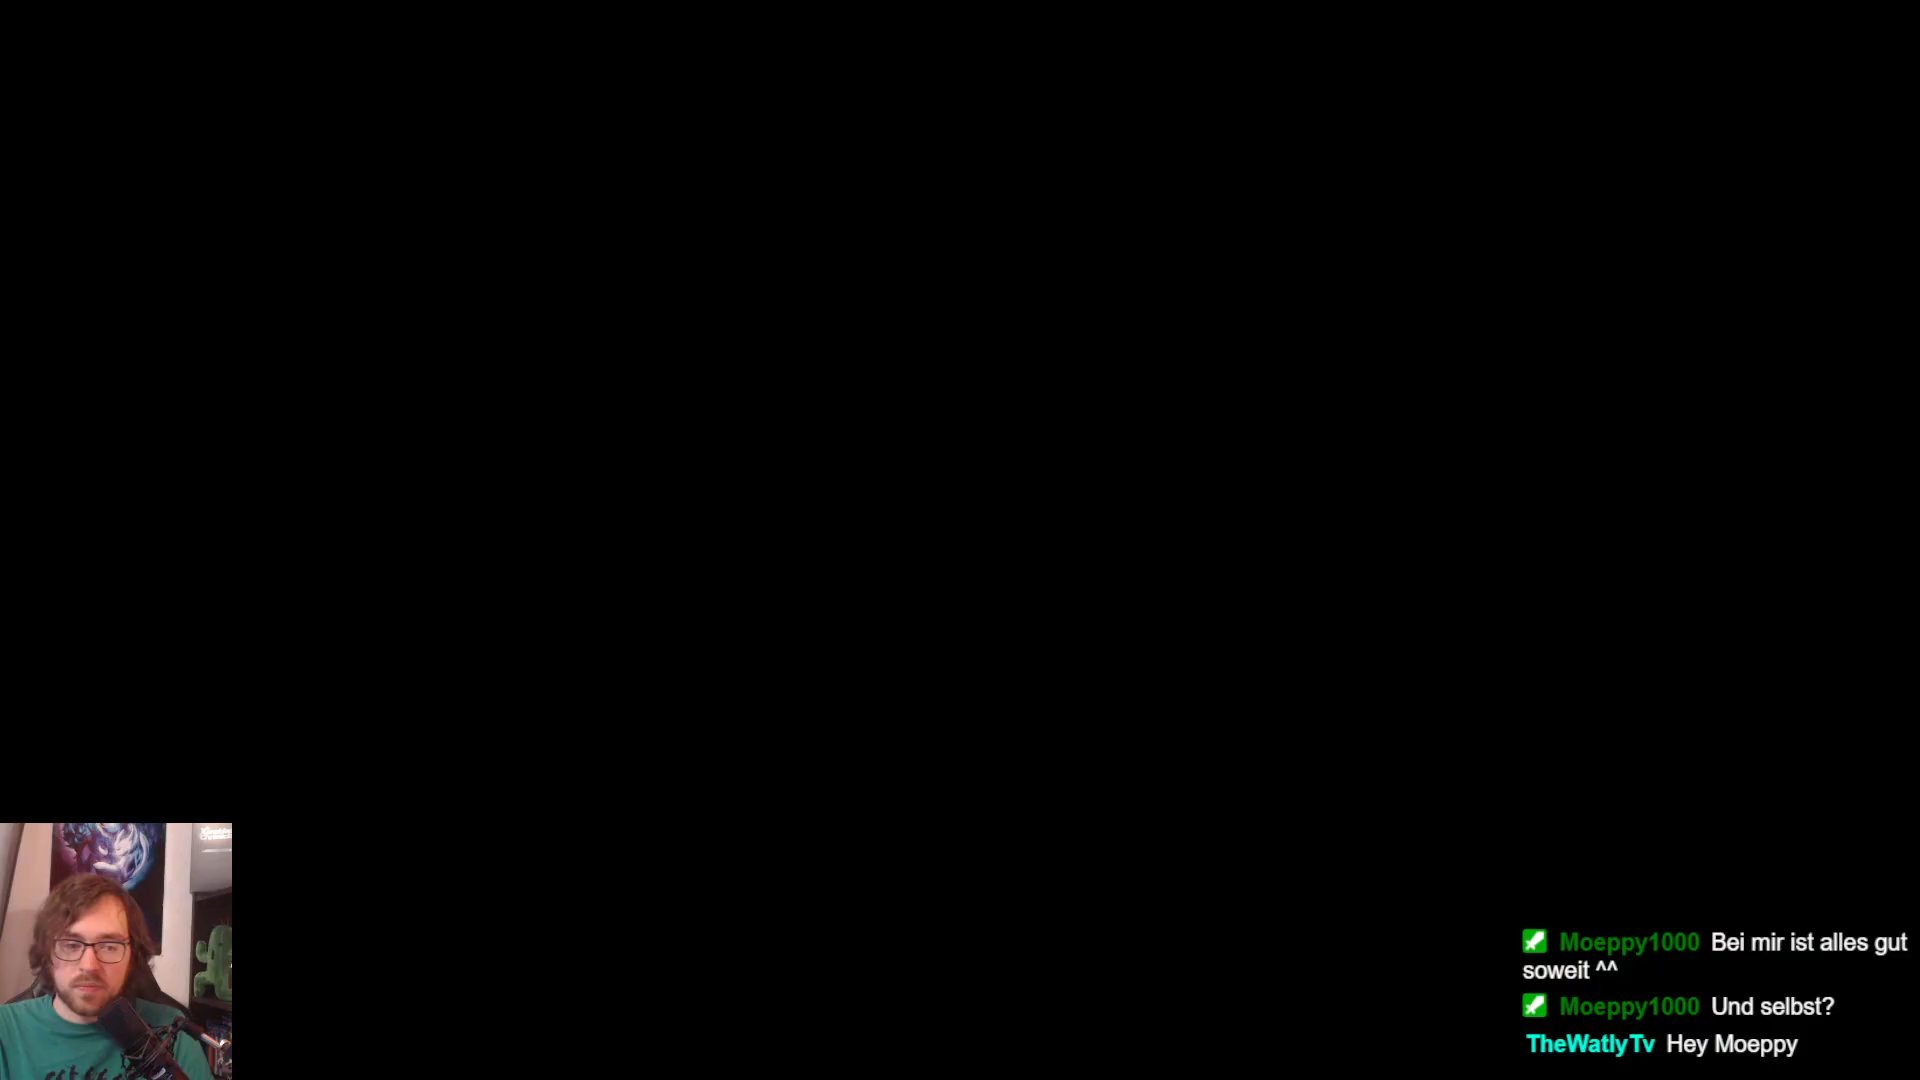 Moeppy1000 Bei mir ist alles gut
soweit ^^
Moeppy1000 Und selbst?
TheWatlyTv Hey Moeppy